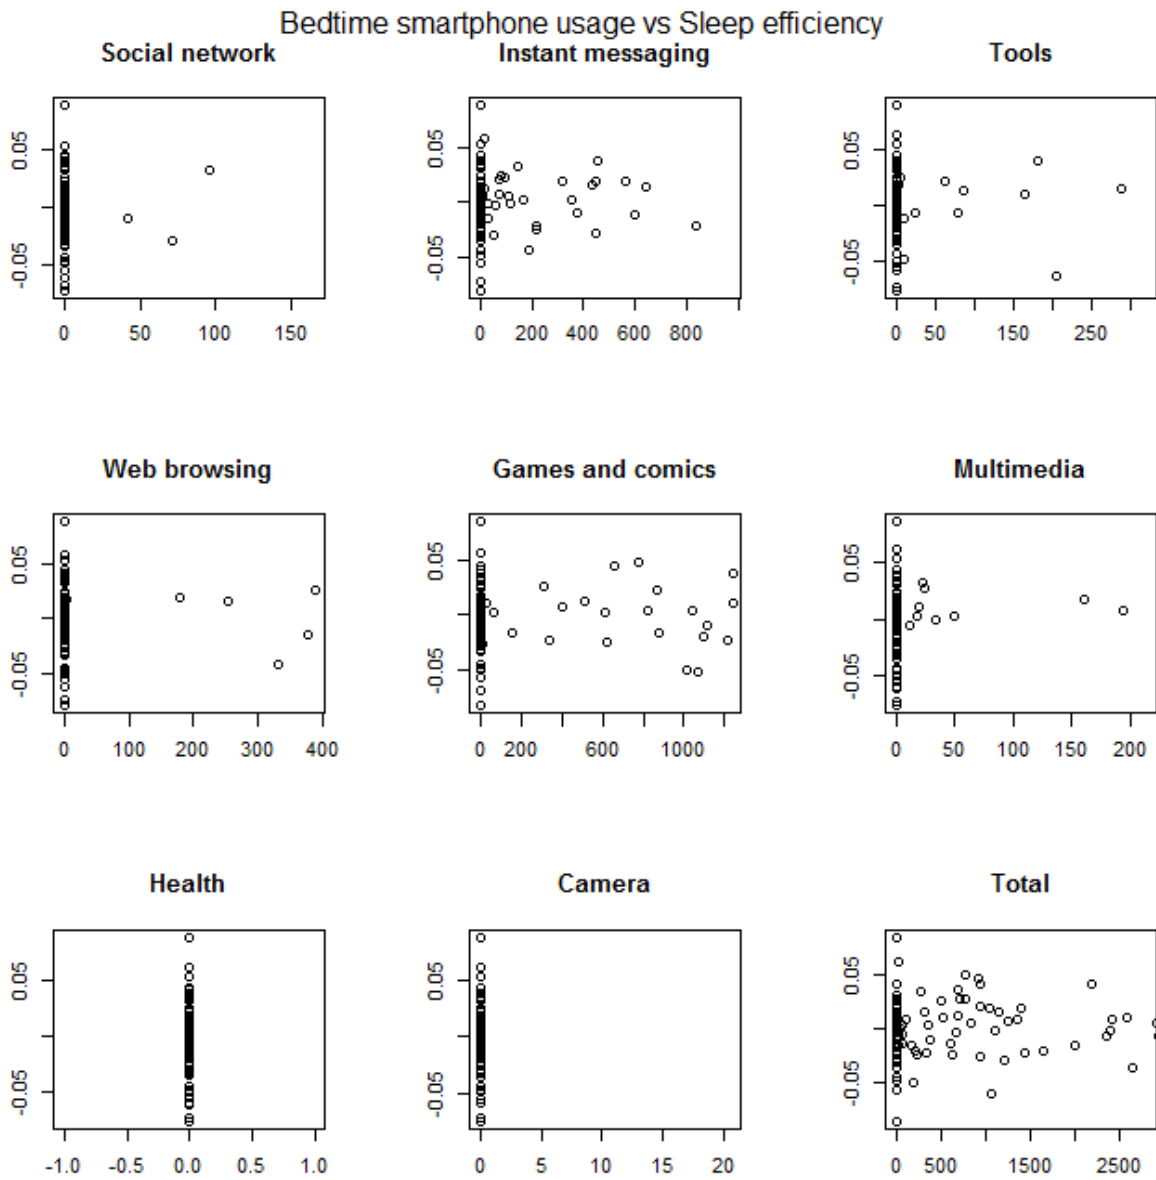 Bedtime smartphone usage vs Sleep efficiency
Social network Instant messaging Tools
0.05 0.05 0.05
-0.05 -0.05 -0.05
0 50 100 150 0 200 400 600 800 0 50 150 250
Web browsing Games and comics Multimedia
0.05 0.05 0.05
-0.05 -0.05 -0.05
0 100 200 300 400 0 200 600 1000 0 50 100 150 200
Health Camera Total
0.05 0.05 0.05
-0.05 -0.05 -0.05
-1.0 -0.5 0.0 0.5 1.0 0 5 10 15 20 0 500 1500 2500